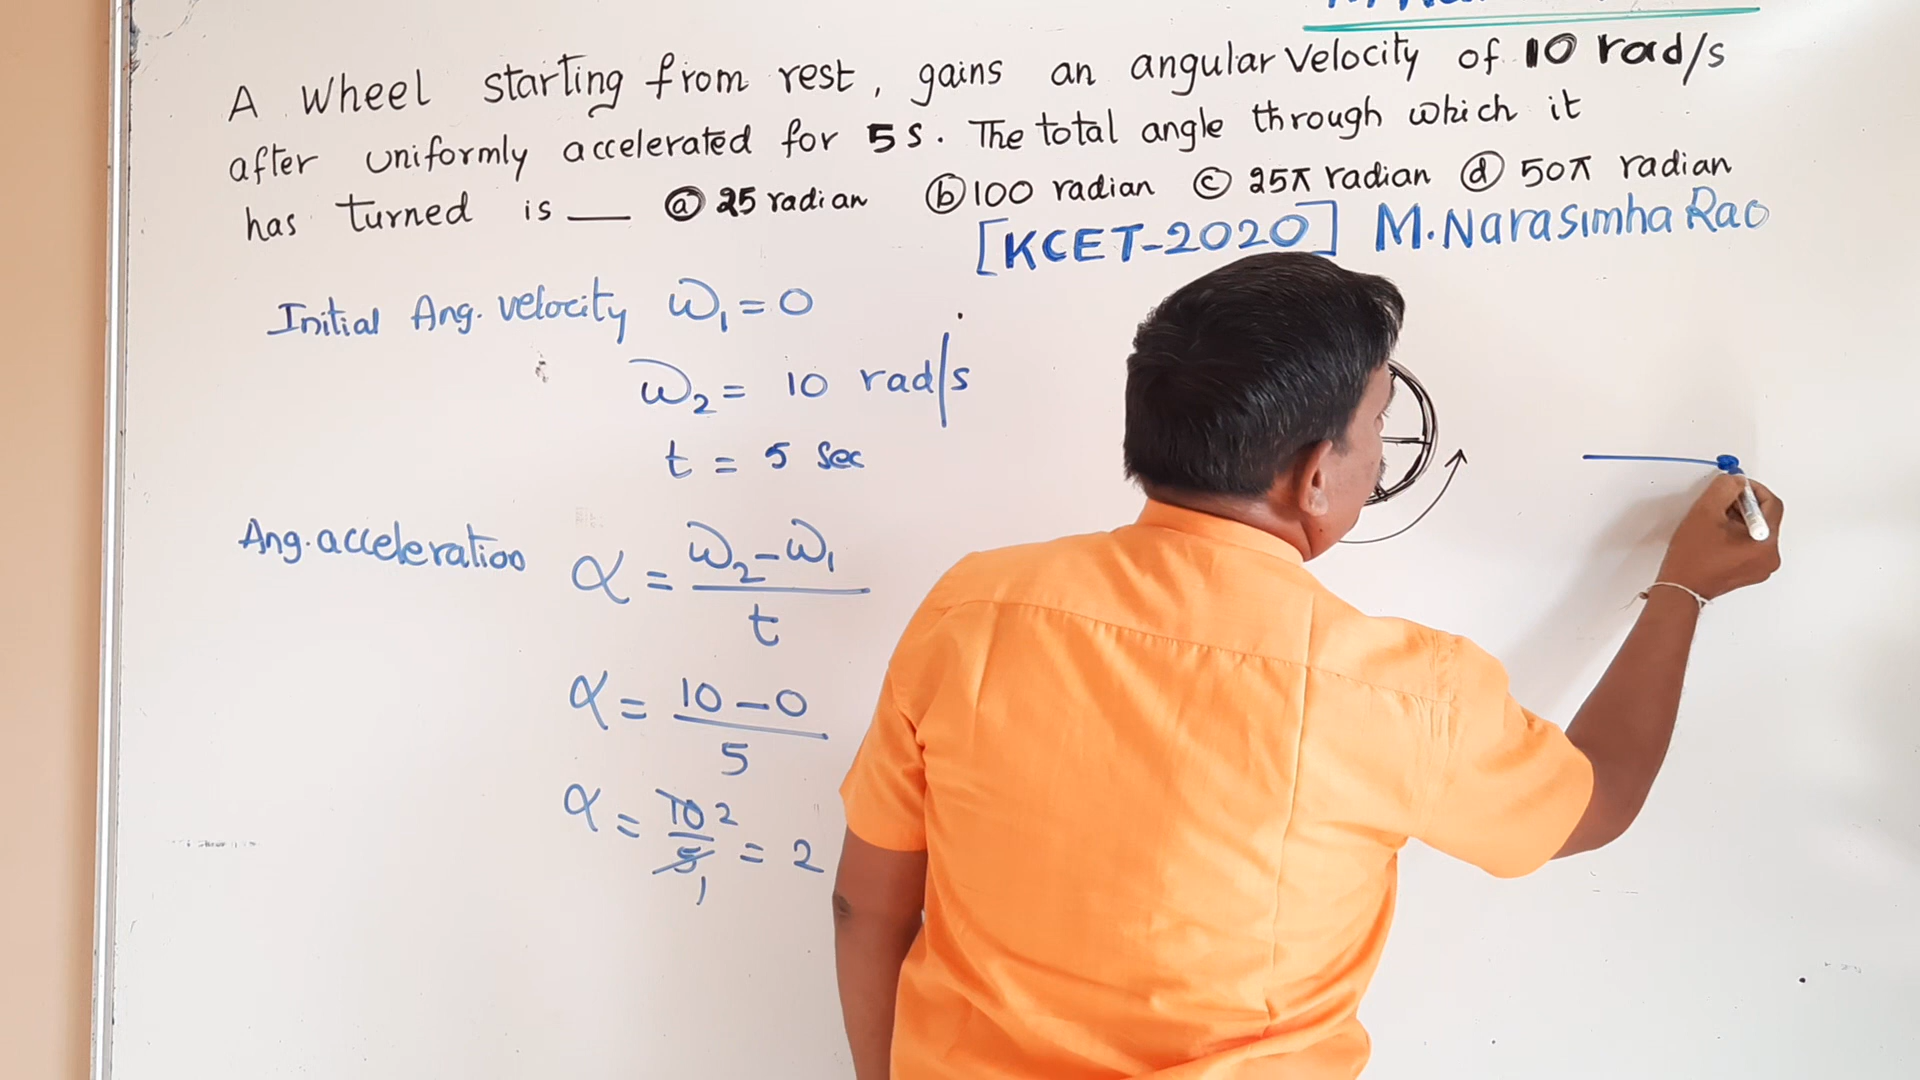 A Wheel starting from rest, gains an angular Velocity of 10 rad/s
after uniformly accelerated for 5 s. The total angle through which it
has turned is ___ ⓐ 25 radian ⓑ 100 radian ⓒ 25π radian ⓓ 50π radian
[KCET-2020] M.Narasimha Rao
Initial Ang. velocity ω₁ = 0
ω₂ = 10 rad/s
t = 5 Sec
Ang. acceleration α = (ω₂-ω₁)/t
α = (10-0)/5
α = 10/5 2 1 = 2